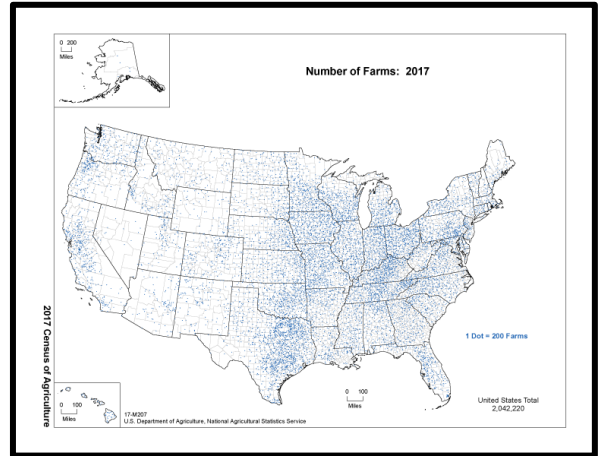 0 200
Miles
Number of Farms: 2017
1 Dot = 200 Farms
2017 Census of Agriculture
0 100
Miles
0 100
Miles
United States Total
2,042,220
17-M207
U.S. Department of Agriculture, National Agricultural Statistics Service